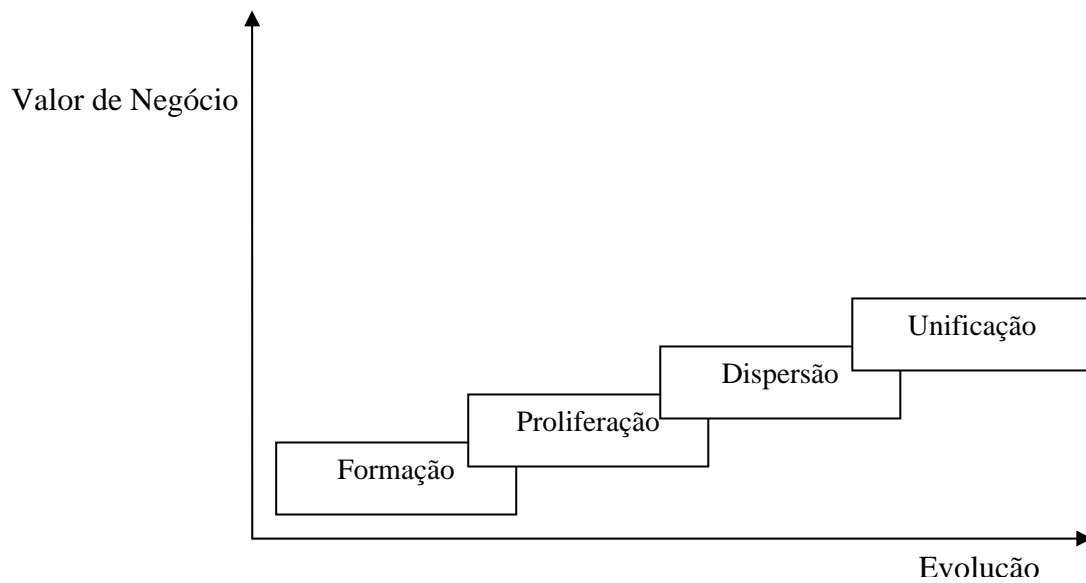 Valor de Negócio
Unificação
Dispersão
Proliferação
Formação
Evolução